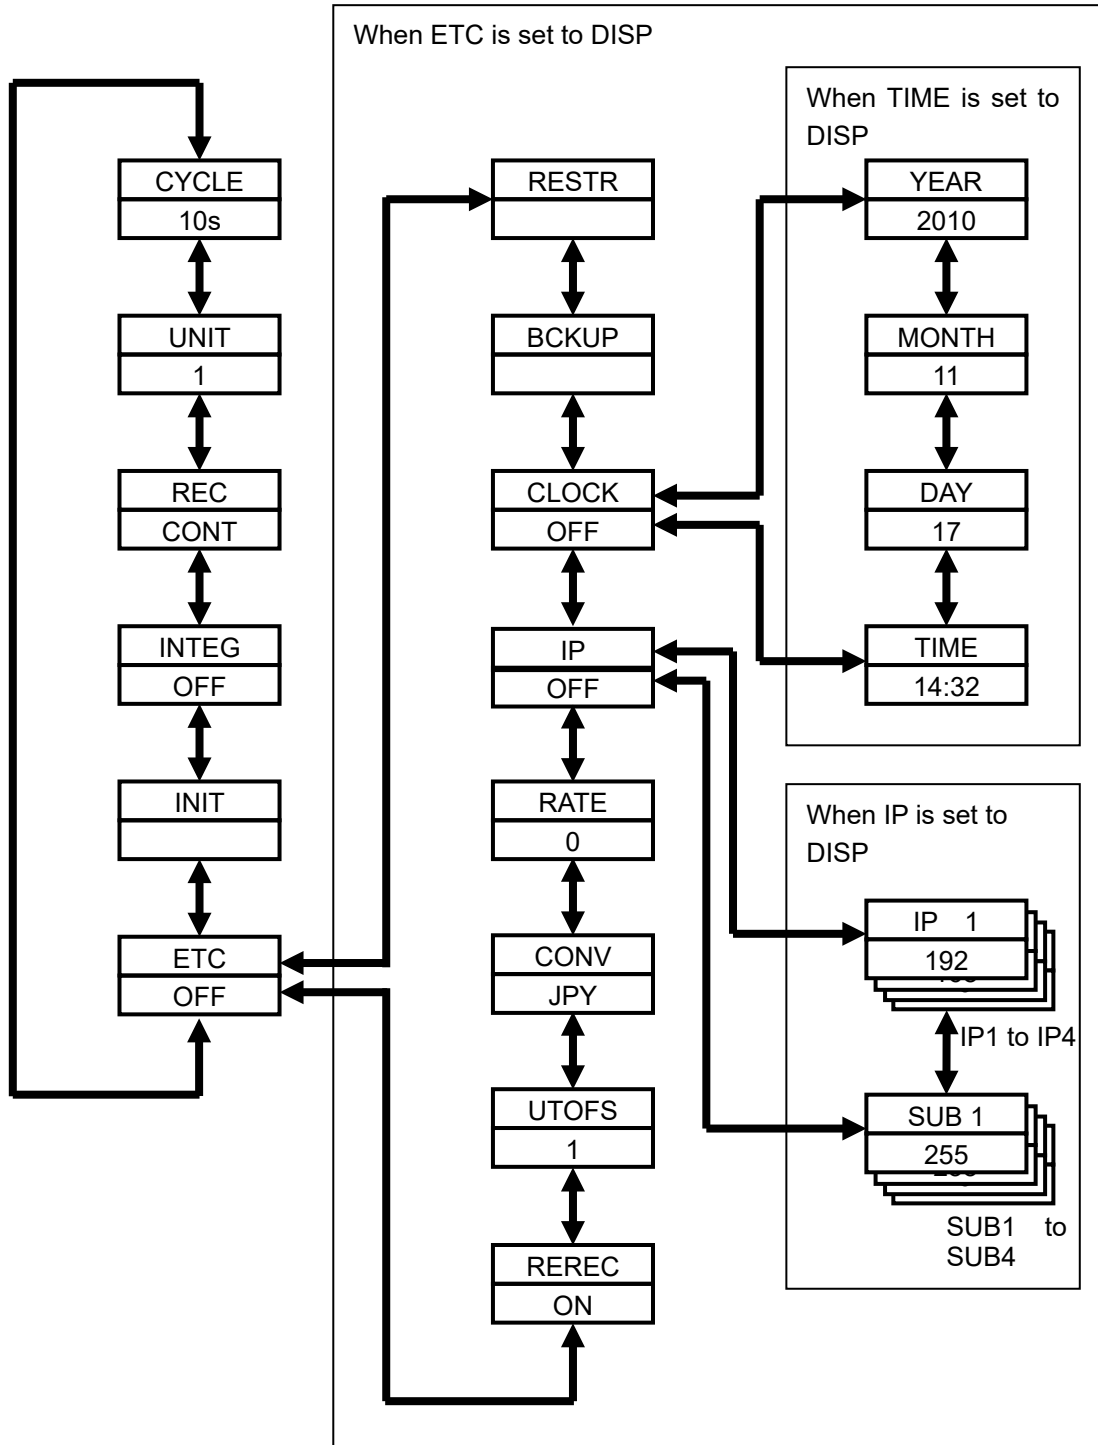 When ETC is set to DISP
CYCLE
10s
UNIT
1
REC
CONT
INTEG
OFF
INIT
ETC
OFF
RESTR
BCKUP
CLOCK
OFF
IP
OFF
RATE
0
CONV
JPY
UTOFS
1
REREC
ON
When TIME is set to
DISP
YEAR
2010
MONTH
11
DAY
17
TIME
14:32
When IP is set to
DISP
IP 1
192
IP1 to IP4
SUB 1
255
SUB1 to
SUB4